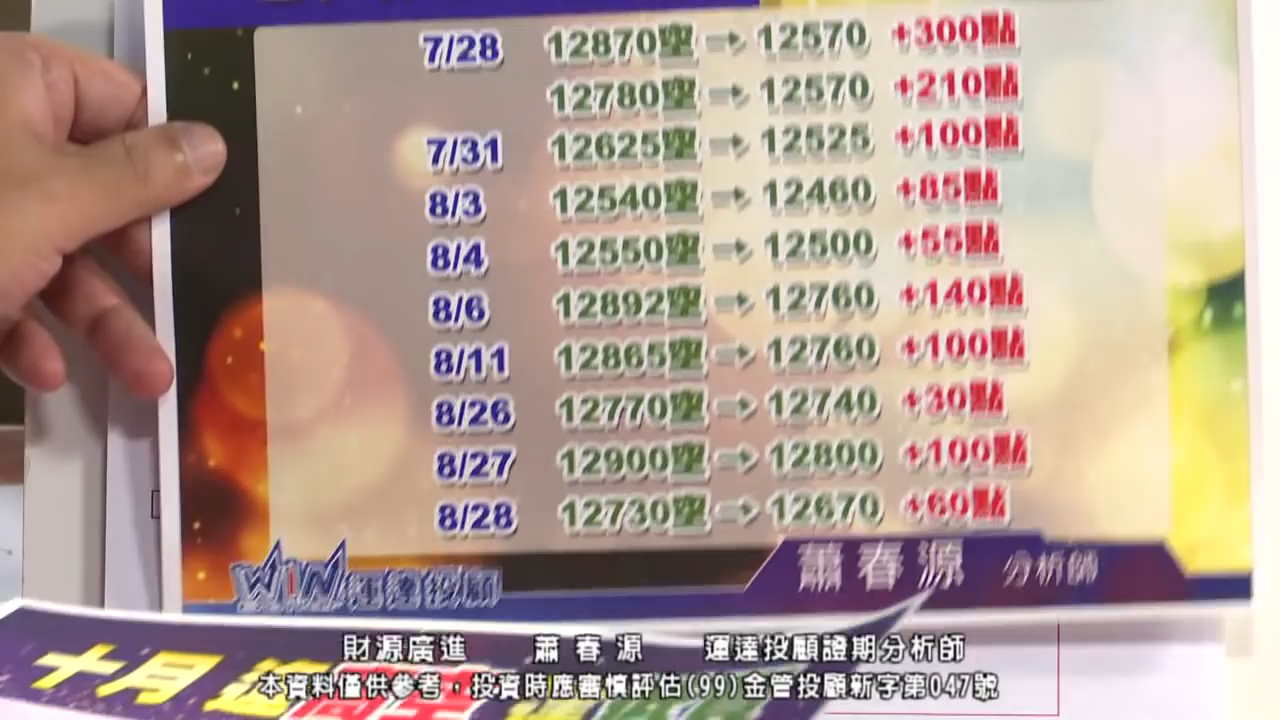 7/28 12870空 → 12570 +300點
12780空 → 12570 +210點
7/31 12625空 → 12525 +100點
8/3 12540空 → 12460 +85點
8/4 12550空 → 12500 +55點
8/6 12892空 → 12760 +140點
8/11 12865空 → 12760 +100點
8/26 12770空 → 12740 +30點
8/27 12900空 → 12800 +100點
8/28 12730空 → 12670 +60點
WIN 運達投顧 蕭春源 分析師
財源廣進 蕭春源 運達投顧證期分析師
本資料僅供參考,投資時應審慎評估(99)金管投顧新字第047號
十月